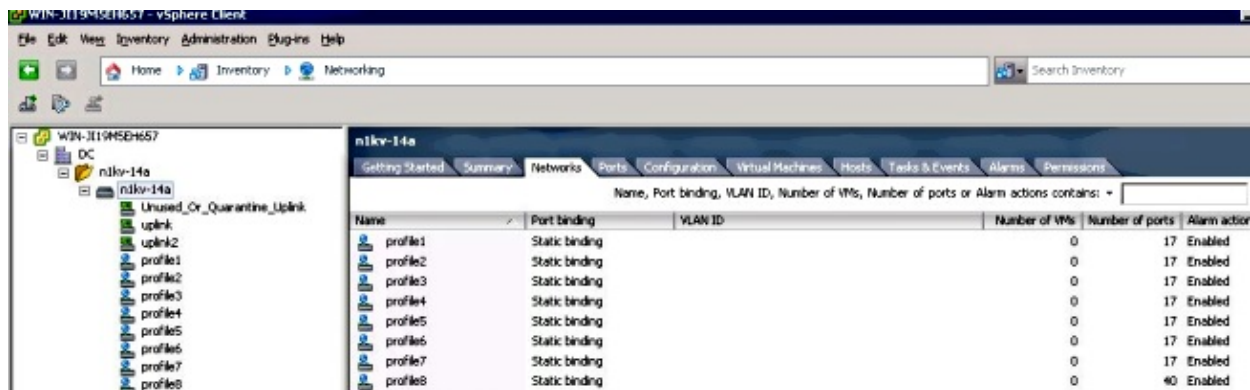 WIN-JI19M5EH657 - vSphere Client
File Edit View Inventory Administration Plug-ins Help
Home Inventory Networking
Search Inventory
WIN-JI19M5EH657
DC
n1kv-14a
n1kv-14a
Unused_Or_Quarantine_Uplink
uplink
uplink2
profile1
profile2
profile3
profile4
profile5
profile6
profile7
profile8
n1kv-14a
Getting Started Summary Networks Ports Configuration Virtual Machines Hosts Tasks & Events Alarms Permissions
Name, Port binding, VLAN ID, Number of VMs, Number of ports or Alarm actions contains:
Name Port binding VLAN ID Number of VMs Number of ports Alarm action
profile1 Static binding 0 17 Enabled
profile2 Static binding 0 17 Enabled
profile3 Static binding 0 17 Enabled
profile4 Static binding 0 17 Enabled
profile5 Static binding 0 17 Enabled
profile6 Static binding 0 17 Enabled
profile7 Static binding 0 17 Enabled
profile8 Static binding 0 40 Enabled